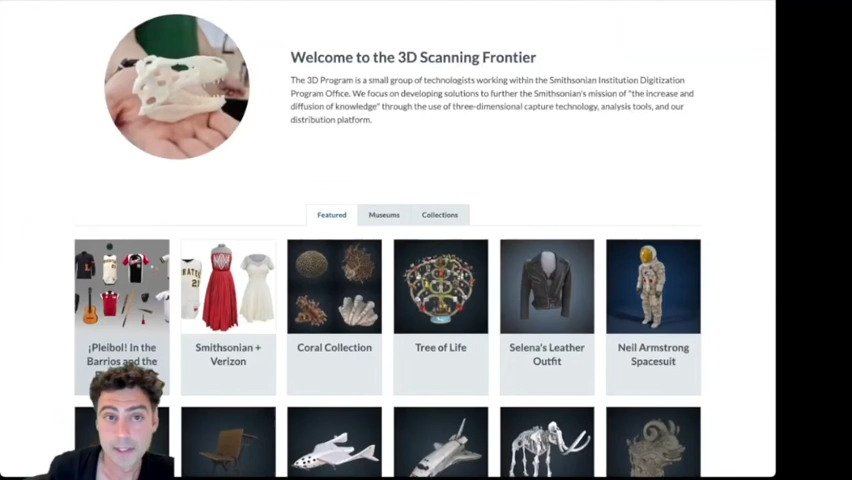 Welcome to the 3D Scanning Frontier
The 3D Program is a small group of technologists working within the Smithsonian Institution Digitization
Program Office. We focus on developing solutions to further the Smithsonian's mission of "the increase and
diffusion of knowledge" through the use of three-dimensional capture technology, analysis tools, and our
distribution platform.
Featured
Museums
Collections
¡Pleibol! In the
Barrios and the
Smithsonian +
Verizon
Coral Collection
Tree of Life
Selena's Leather
Outfit
Neil Armstrong
Spacesuit